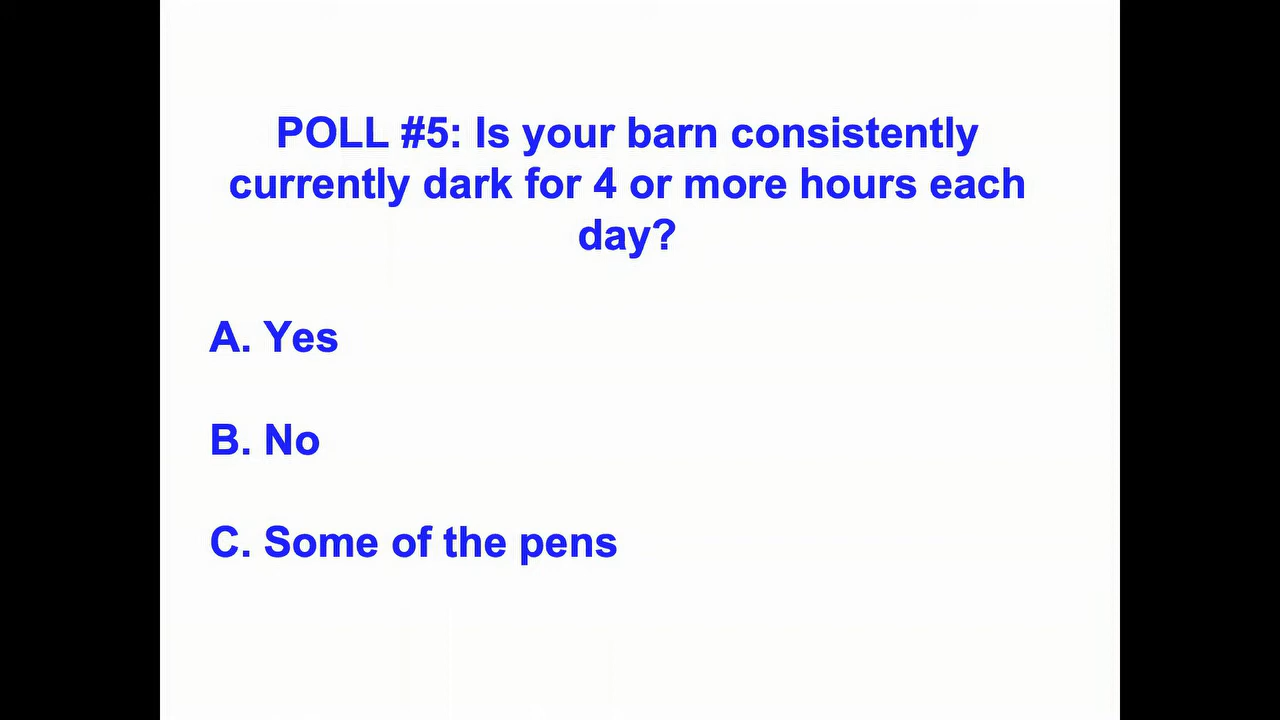 POLL #5: Is your barn consistently
currently dark for 4 or more hours each
day?
A. Yes
B. No
C. Some of the pens